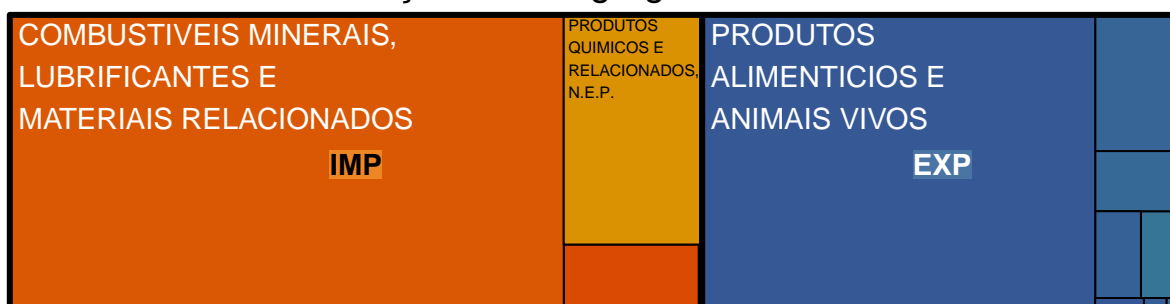 COMBUSTIVEIS MINERAIS,
LUBRIFICANTES E
MATERIAIS RELACIONADOS
IMP
PRODUTOS
QUIMICOS E
RELACIONADOS,
N.E.P.
PRODUTOS
ALIMENTICIOS E
ANIMAIS VIVOS
EXP